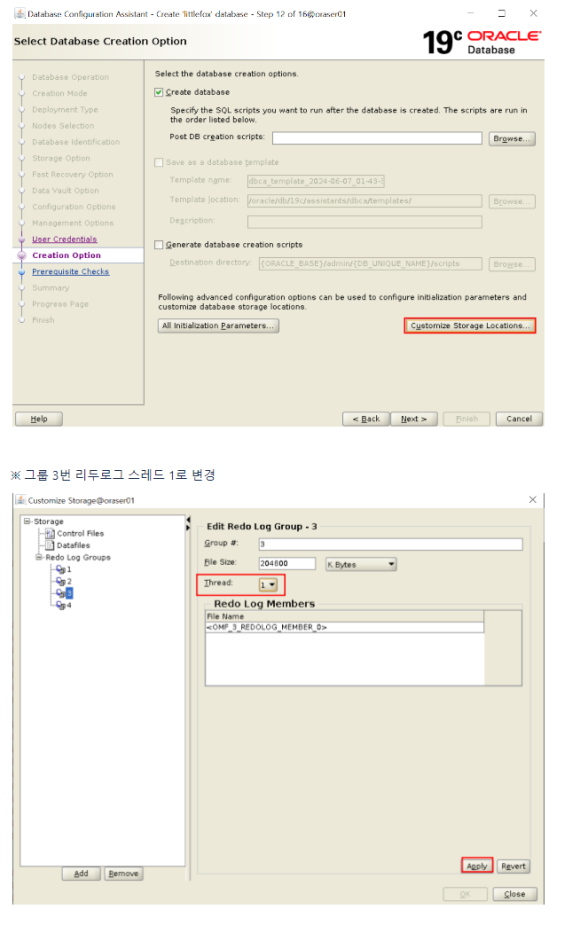 Database Configuration Assistant - Create 'littlefox' database - Step 12 of 16@oraser01
Select Database Creation Option
19c ORACLE Database
Database Operation
Creation Mode
Deployment Type
Nodes Selection
Database Identification
Storage Option
Fast Recovery Option
Data Vault Option
Configuration Options
Management Options
User Credentials
Creation Option
Prerequisite Checks
Summary
Progress Page
Finish
Select the database creation options.
Create database
Specify the SQL scripts you want to run after the database is created. The scripts are run in
the order listed below.
Post DB creation scripts: Browse...
Save as a database template
Template name: dbca_template_2024-06-07_01-43-5
Template location: /oracle/db/19c/assistants/dbca/templates/ Browse...
Description:
Generate database creation scripts
Destination directory: {ORACLE_BASE}/admin/{DB_UNIQUE_NAME}/scripts Browse...
Following advanced configuration options can be used to configure initialization parameters and
customize database storage locations.
All Initialization Parameters... Customize Storage Locations...
Help < Back Next > Finish Cancel
※ 그룹 3번 리두로그 스레드 1로 변경
Customize Storage@oraser01
Storage
Control Files
Datafiles
Redo Log Groups
1
2
3
4
Add Remove
Edit Redo Log Group - 3
Group #: 3
File Size: 204800 K Bytes
Thread: 1
Redo Log Members
File Name
<OMF_3_REDOLOG_MEMBER_0>
Apply Revert
OK Close